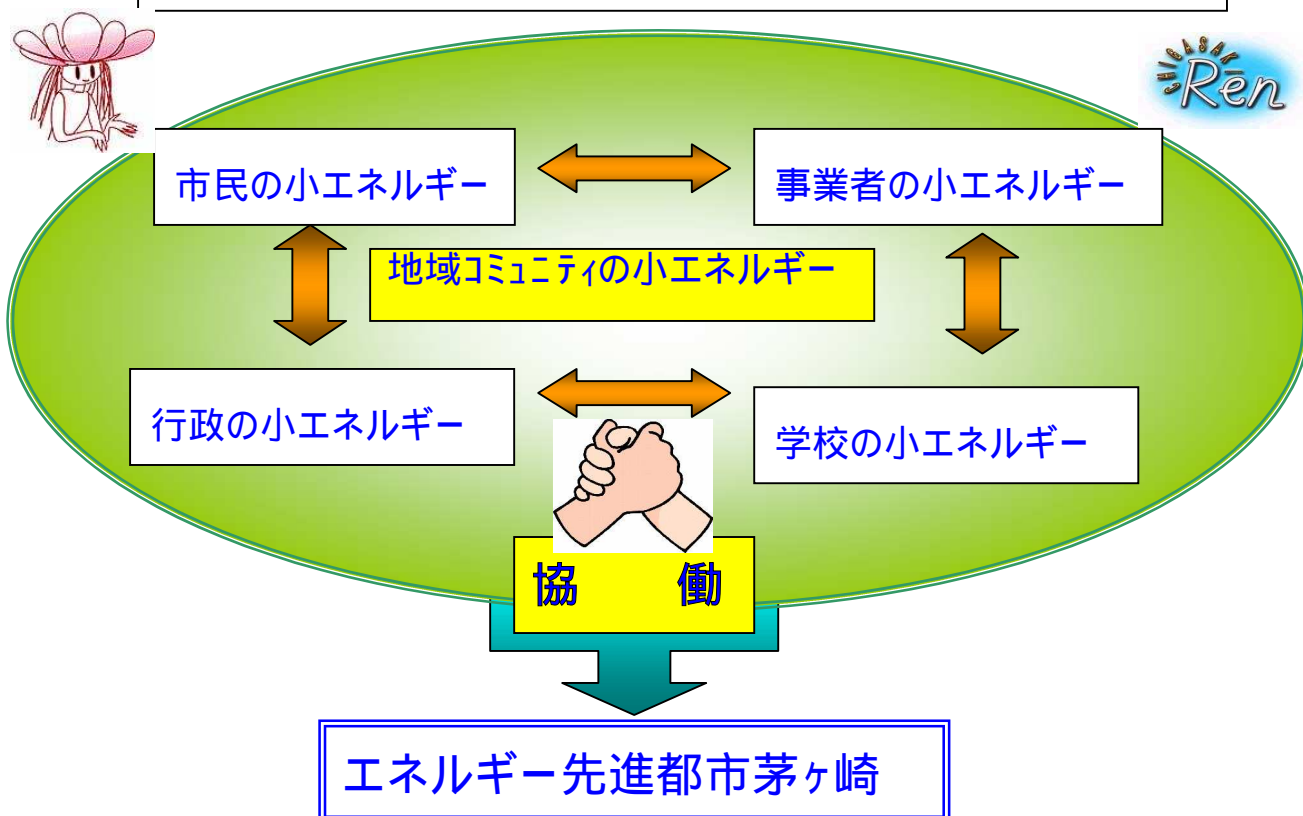 CHIGASAKI
Rēn
市民の小エネルギー
事業者の小エネルギー
地域コミュニティの小エネルギー
行政の小エネルギー
学校の小エネルギー
協　働
エネルギー先進都市茅ヶ崎